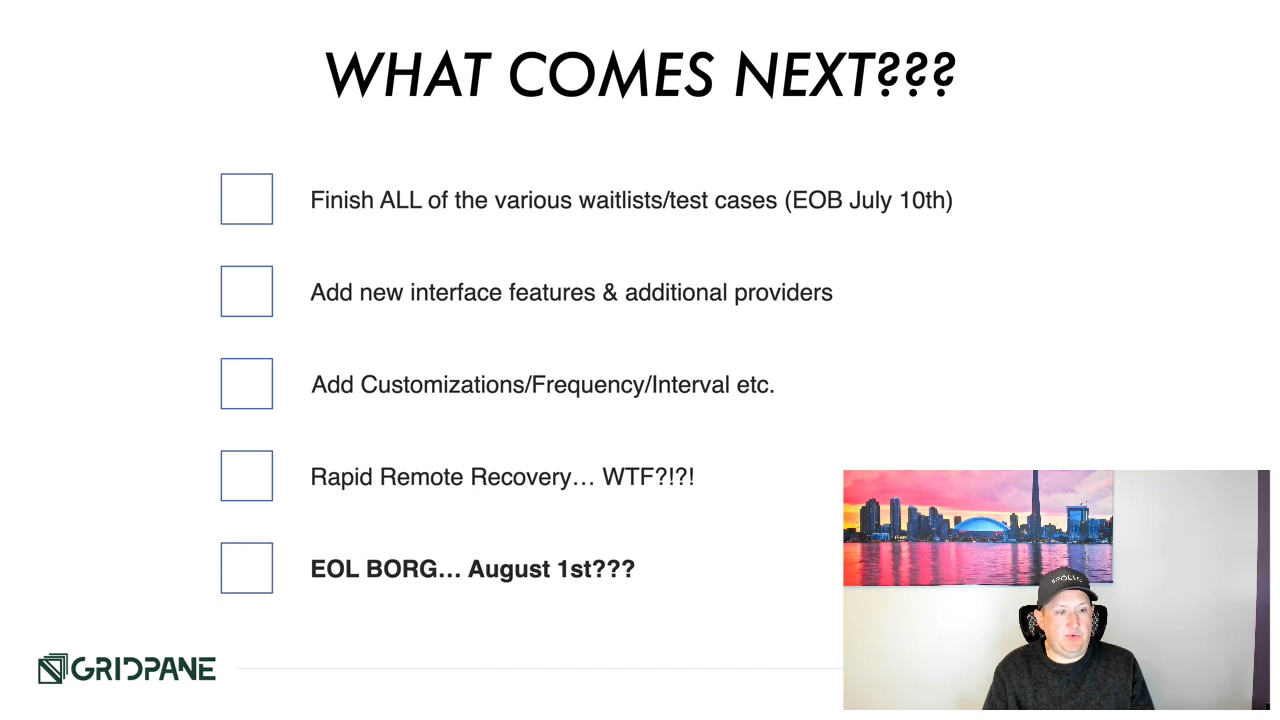 WHAT COMES NEXT???
Finish ALL of the various waitlists/test cases (EOB July 10th)
Add new interface features & additional providers
Add Customizations/Frequency/Interval etc.
Rapid Remote Recovery… WTF?!?!
EOL BORG… August 1st???
APOLLO
GRIDPANE